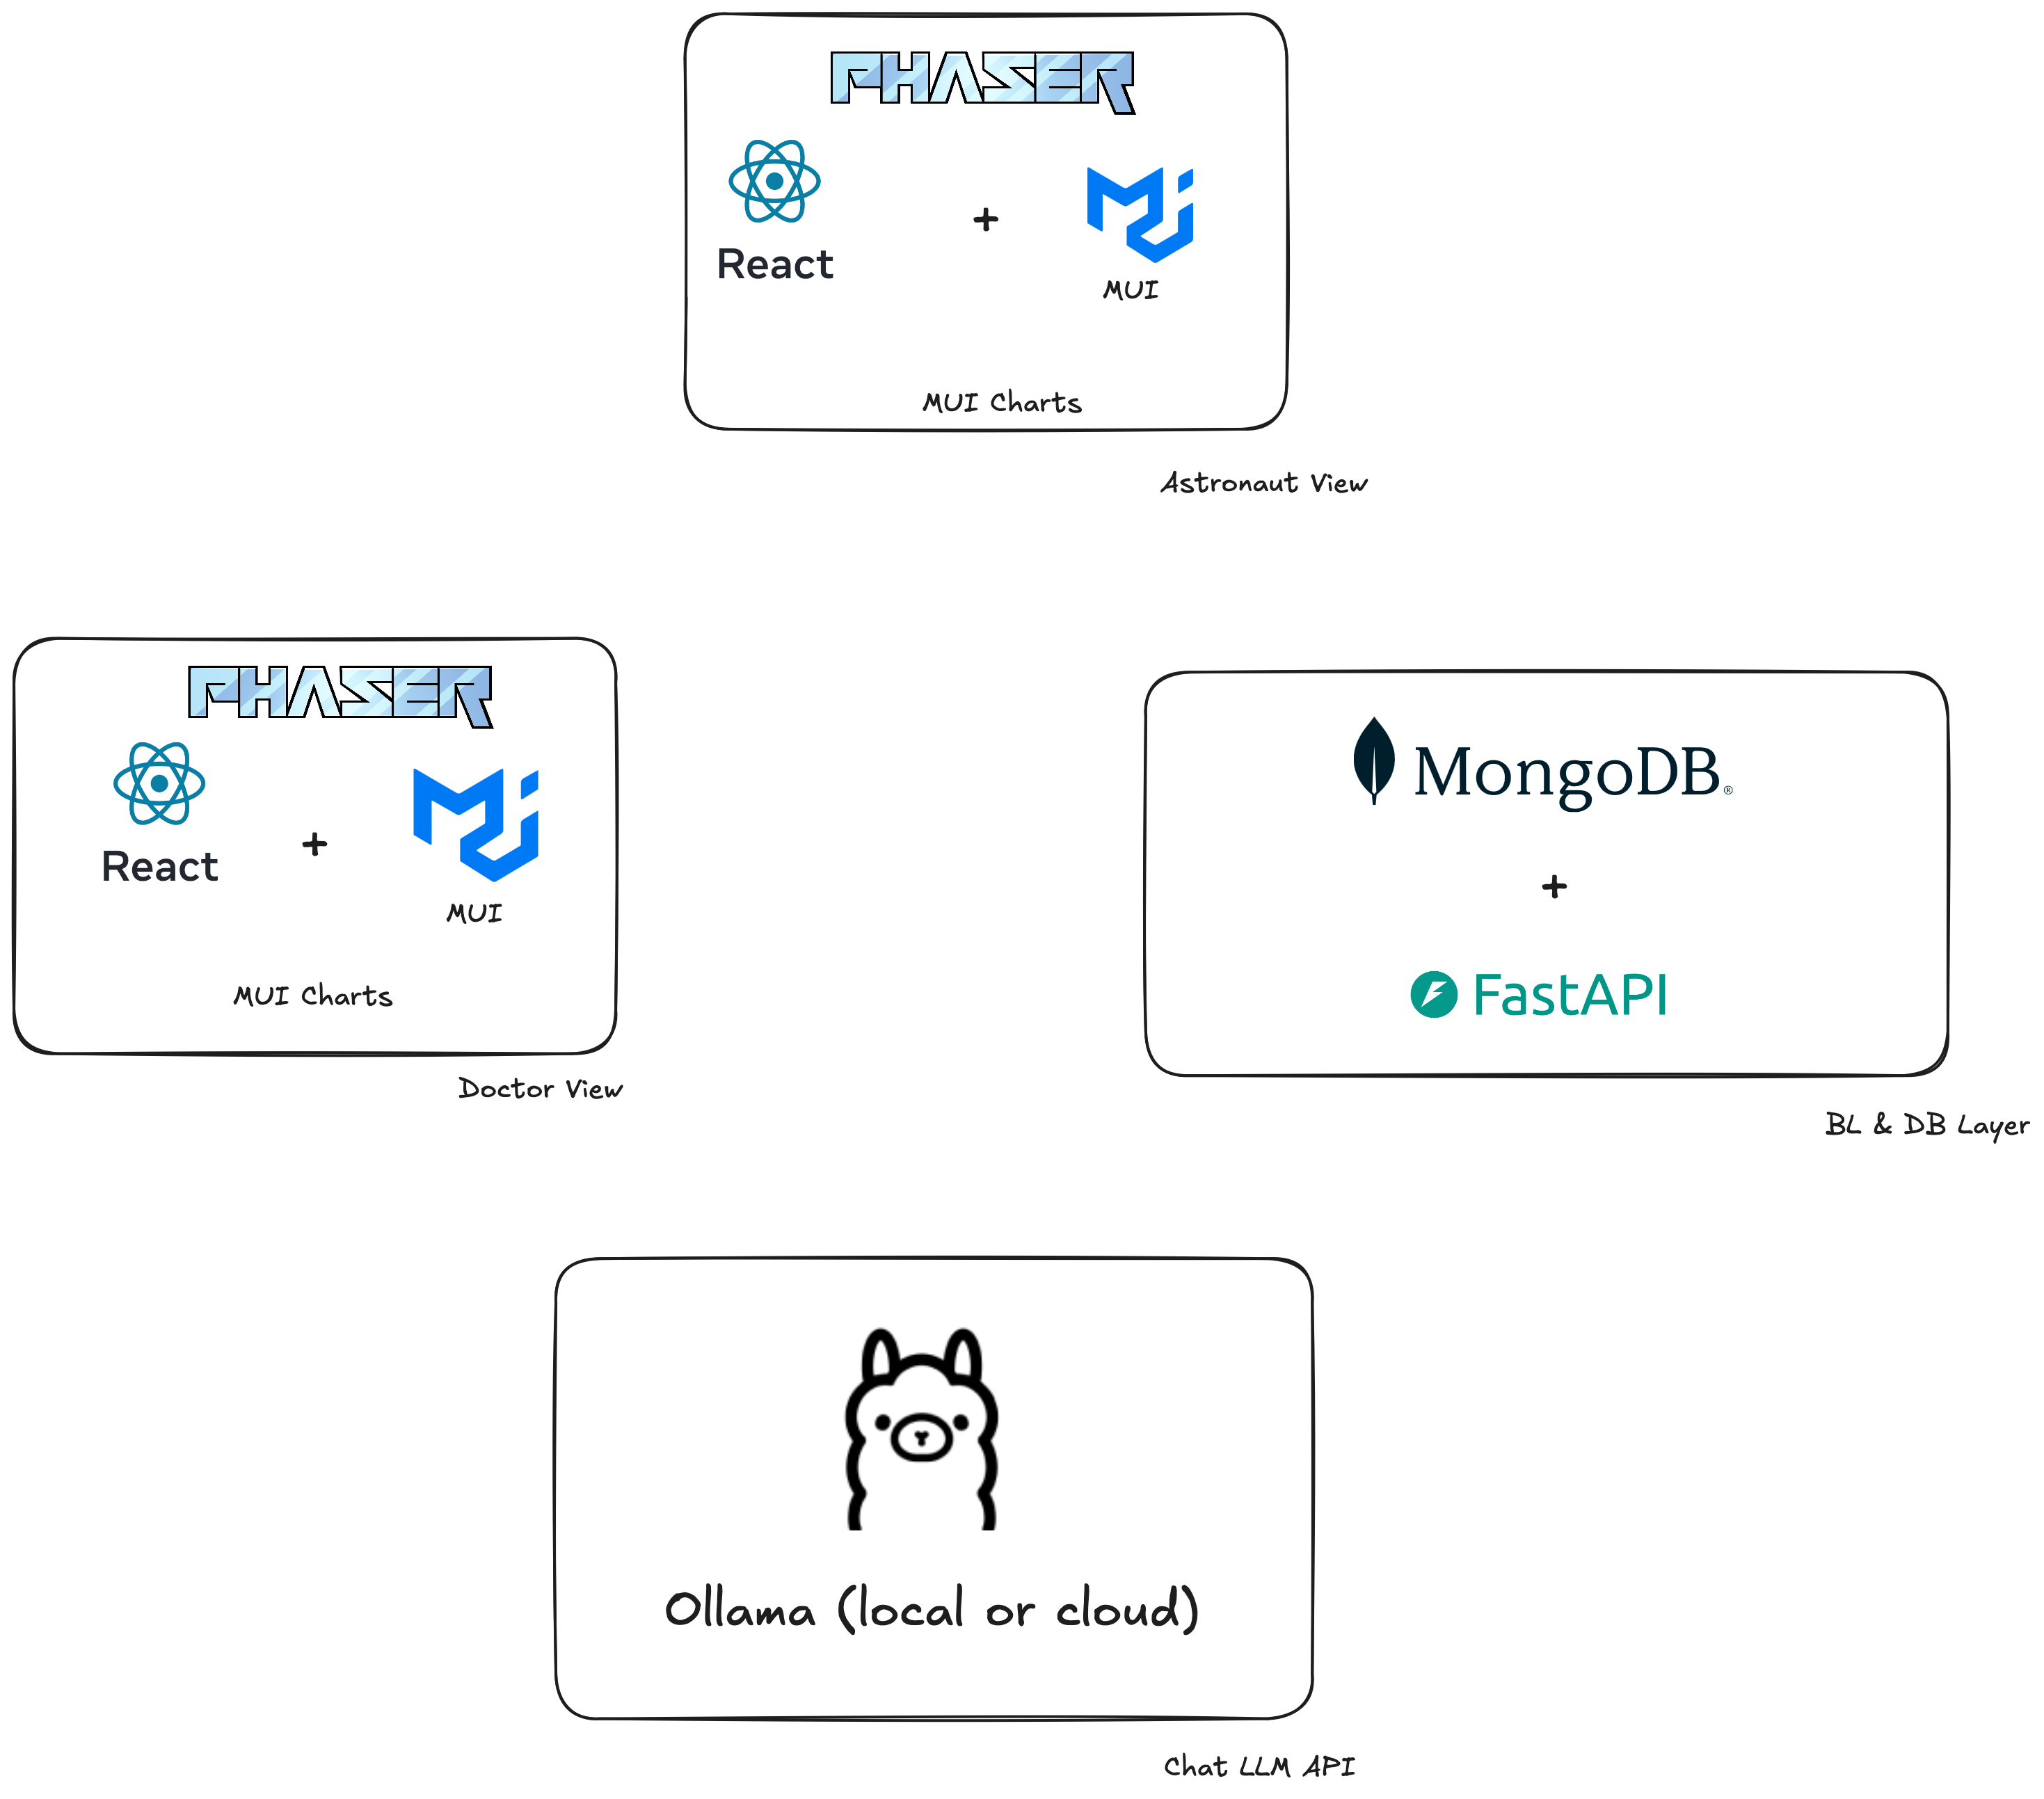 PHASER
React
+
MUI
MUI Charts
Astronaut View
PHASER
React
+
MUI
MUI Charts
Doctor View
MongoDB®
+
FastAPI
BL & DB Layer
Ollama (local or cloud)
Chat LLM API